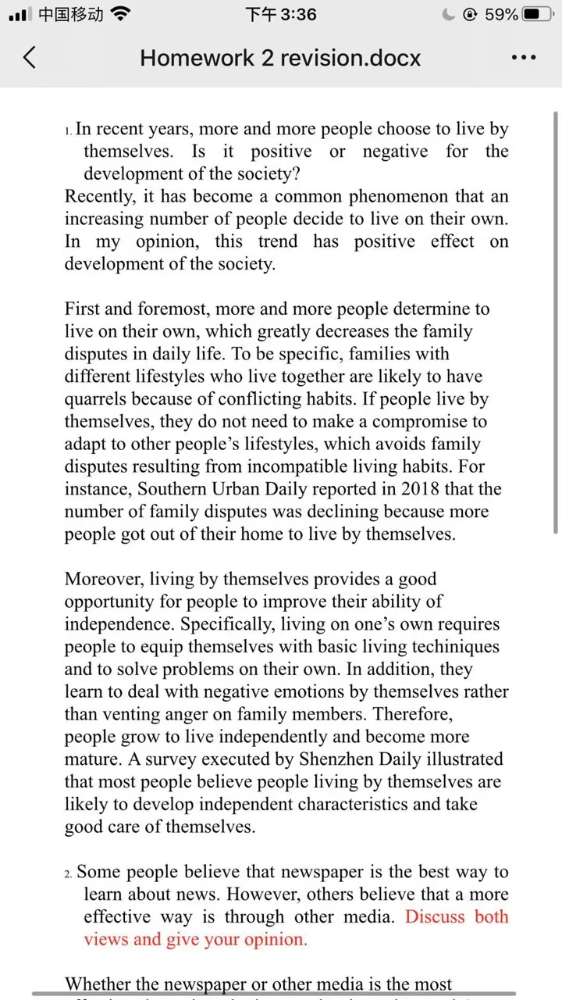 中国移动 下午 3:36 59%
Homework 2 revision.docx
1. In recent years, more and more people choose to live by
themselves. Is it positive or negative for the
development of the society?
Recently, it has become a common phenomenon that an
increasing number of people decide to live on their own.
In my opinion, this trend has positive effect on
development of the society.
First and foremost, more and more people determine to
live on their own, which greatly decreases the family
disputes in daily life. To be specific, families with
different lifestyles who live together are likely to have
quarrels because of conflicting habits. If people live by
themselves, they do not need to make a compromise to
adapt to other people’s lifestyles, which avoids family
disputes resulting from incompatible living habits. For
instance, Southern Urban Daily reported in 2018 that the
number of family disputes was declining because more
people got out of their home to live by themselves.
Moreover, living by themselves provides a good
opportunity for people to improve their ability of
independence. Specifically, living on one’s own requires
people to equip themselves with basic living techiniques
and to solve problems on their own. In addition, they
learn to deal with negative emotions by themselves rather
than venting anger on family members. Therefore,
people grow to live independently and become more
mature. A survey executed by Shenzhen Daily illustrated
that most people believe people living by themselves are
likely to develop independent characteristics and take
good care of themselves.
2. Some people believe that newspaper is the best way to
learn about news. However, others believe that a more
effective way is through other media. Discuss both
views and give your opinion.
Whether the newspaper or other media is the most